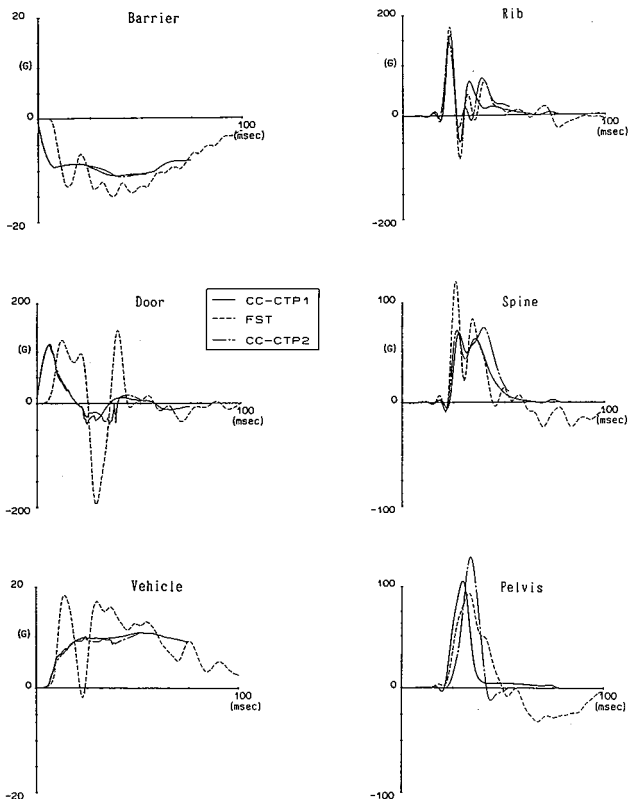 Barrier
20
(G)
0
-20
100
(msec)
Rib
200
(G)
0
-200
100
(msec)
Door
200
(G)
0
-200
100
(msec)
CC-CTP1
FST
CC-CTP2
Spine
100
(G)
0
-100
100
(msec)
Vehicle
20
(G)
0
-20
100
(msec)
Pelvis
100
(G)
0
-100
100
(msec)